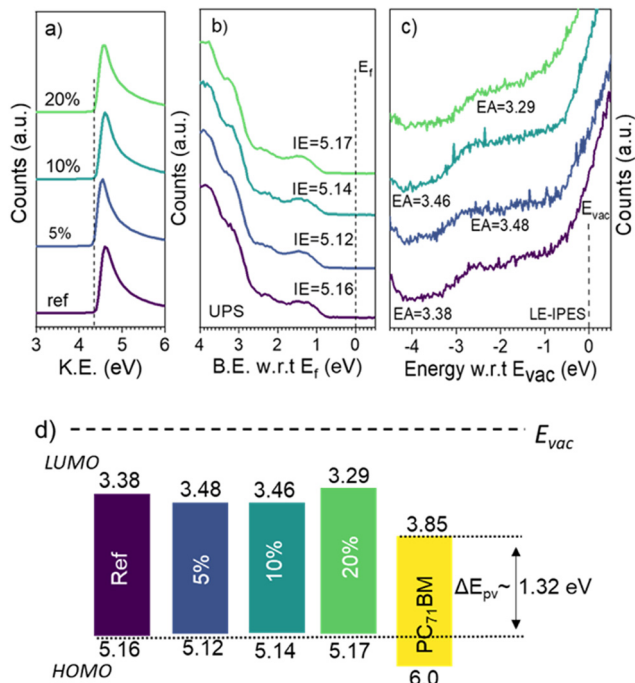 a)
20%
10%
5%
ref
Counts (a.u.)
3 4 5 6
K.E. (eV)
b)
E_f
IE=5.17
IE=5.14
IE=5.12
IE=5.16
UPS
Counts (a.u.)
4 3 2 1 0
B.E. w.r.t E_f (eV)
c)
EA=3.29
EA=3.46
EA=3.48
E_vac
EA=3.38
LE-IPES
Counts (a.u.)
-4 -3 -2 -1 0
Energy w.r.t E_vac (eV)
d)
E_vac
LUMO
3.38 3.48 3.46 3.29 3.85
Ref 5% 10% 20% PC₇₁BM
ΔE_pv~ 1.32 eV
5.16 5.12 5.14 5.17
HOMO
6.0